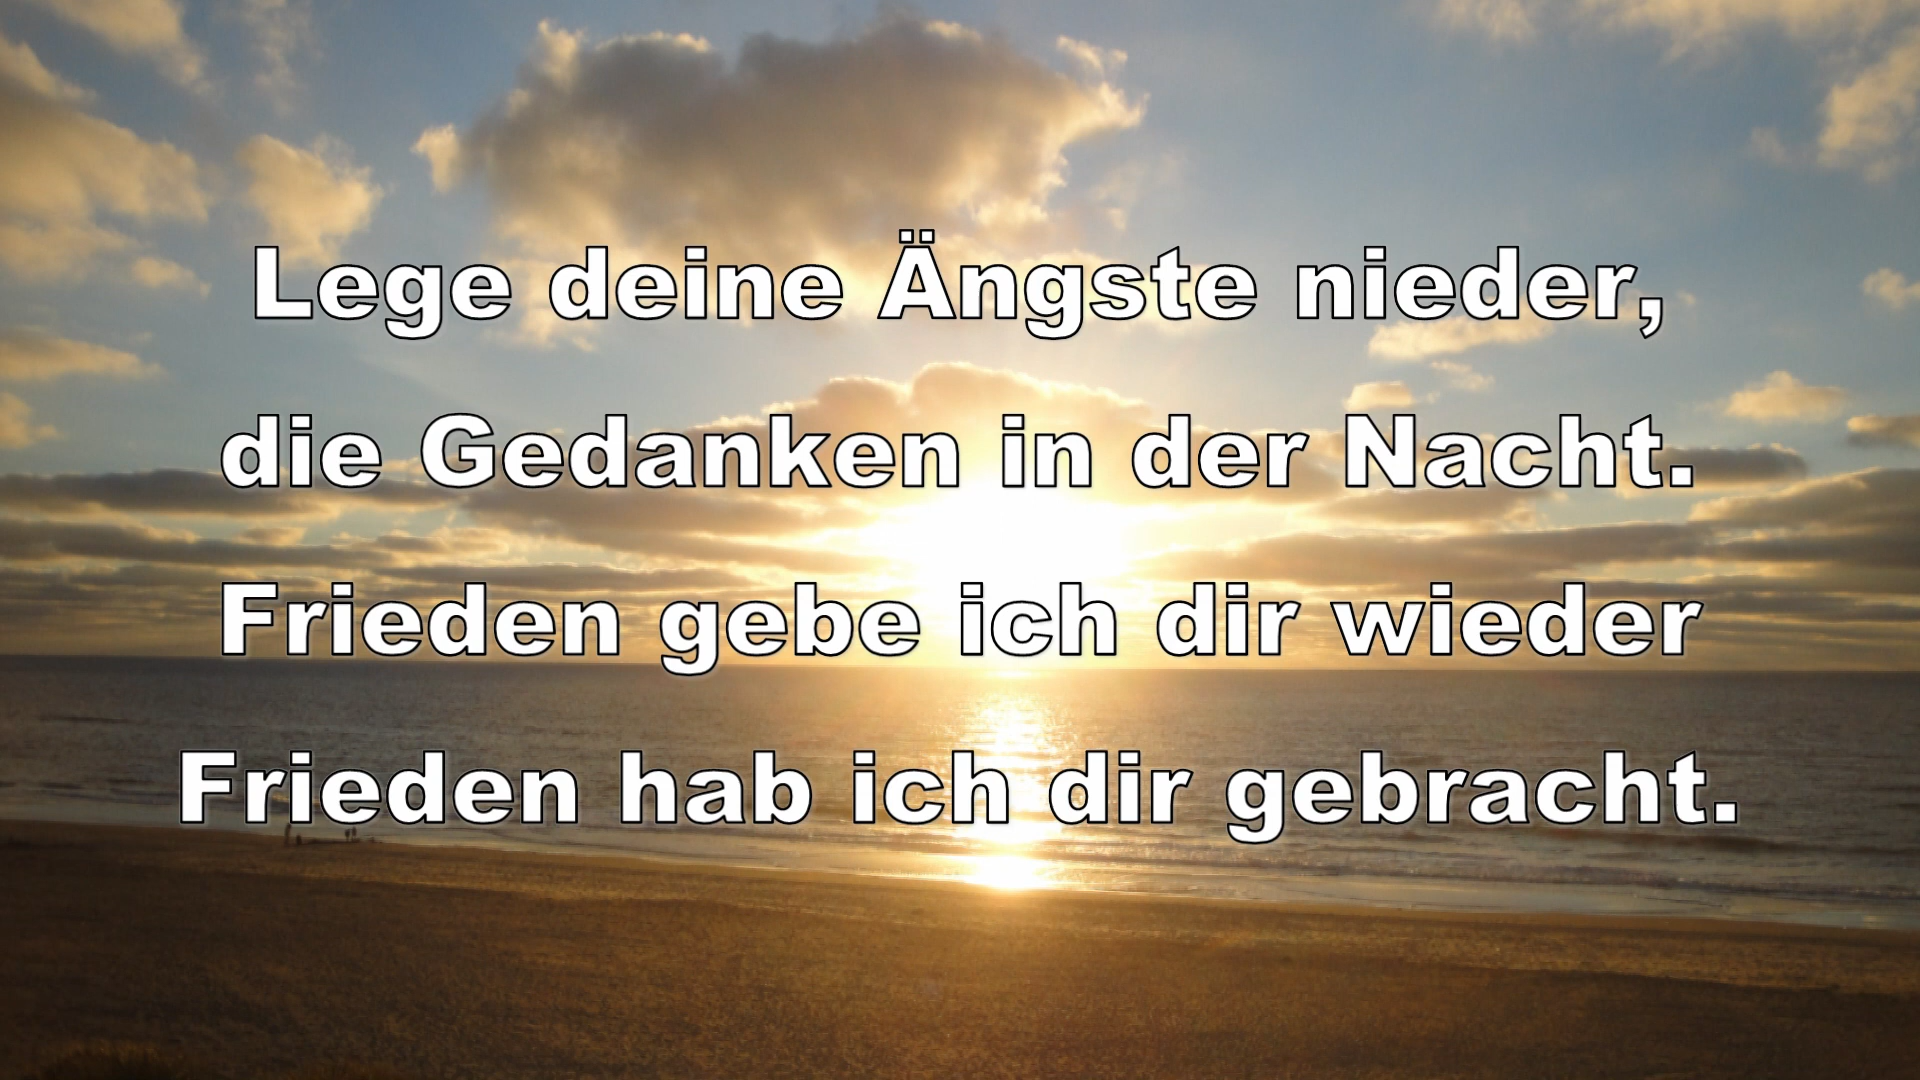 Lege deine Ängste nieder,
die Gedanken in der Nacht.
Frieden gebe ich dir wieder
Frieden hab ich dir gebracht.